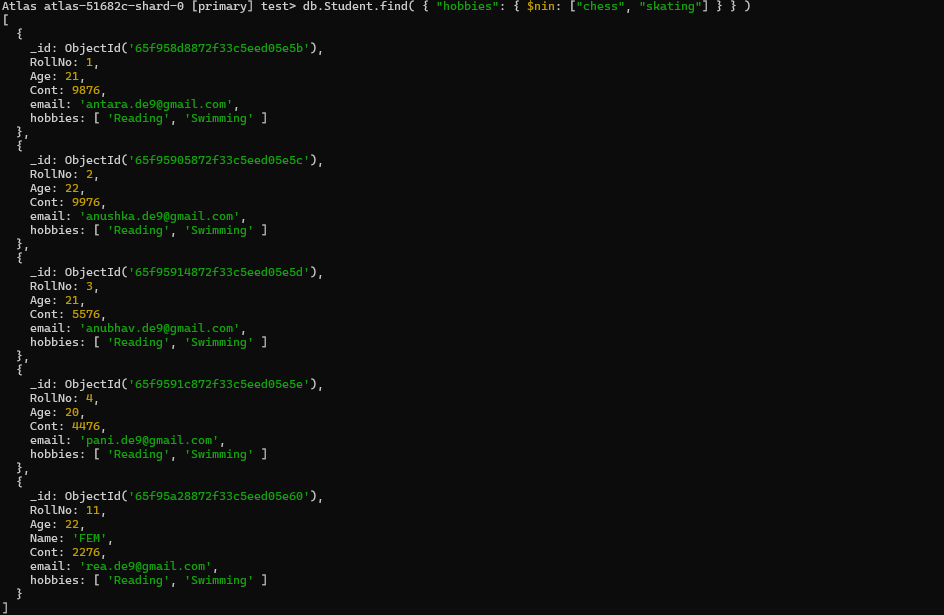 Atlas atlas-51682c-shard-0 [primary] test> db.Student.find( { "hobbies": { $nin: ["chess", "skating"] } } )
[
  {
    _id: ObjectId('65f958d8872f33c5eed05e5b'),
    RollNo: 1,
    Age: 21,
    Cont: 9876,
    email: 'antara.de9@gmail.com',
    hobbies: [ 'Reading', 'Swimming' ]
  },
  {
    _id: ObjectId('65f95905872f33c5eed05e5c'),
    RollNo: 2,
    Age: 22,
    Cont: 9976,
    email: 'anushka.de9@gmail.com',
    hobbies: [ 'Reading', 'Swimming' ]
  },
  {
    _id: ObjectId('65f95914872f33c5eed05e5d'),
    RollNo: 3,
    Age: 21,
    Cont: 5576,
    email: 'anubhav.de9@gmail.com',
    hobbies: [ 'Reading', 'Swimming' ]
  },
  {
    _id: ObjectId('65f9591c872f33c5eed05e5e'),
    RollNo: 4,
    Age: 20,
    Cont: 4476,
    email: 'pani.de9@gmail.com',
    hobbies: [ 'Reading', 'Swimming' ]
  },
  {
    _id: ObjectId('65f95a28872f33c5eed05e60'),
    RollNo: 11,
    Age: 22,
    Name: 'FEM',
    Cont: 2276,
    email: 'rea.de9@gmail.com',
    hobbies: [ 'Reading', 'Swimming' ]
  }
]